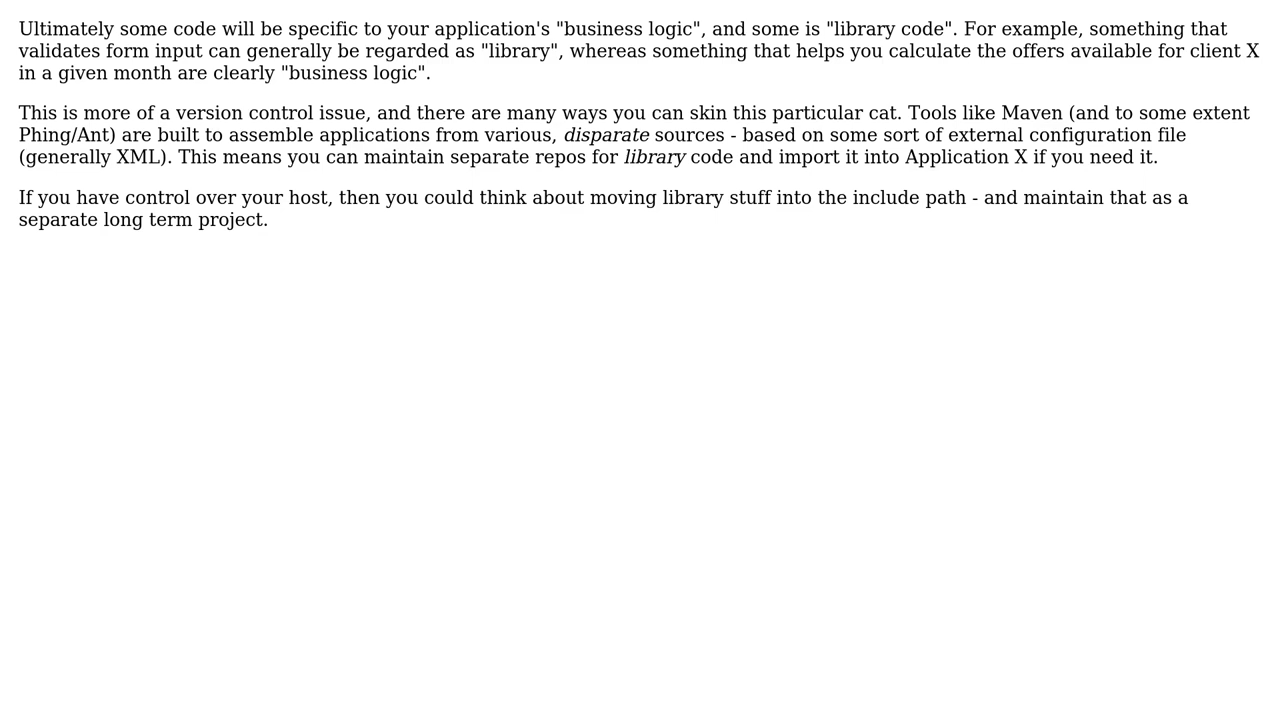 Ultimately some code will be specific to your application's "business logic", and some is "library code". For example, something that
validates form input can generally be regarded as "library", whereas something that helps you calculate the offers available for client X
in a given month are clearly "business logic".
This is more of a version control issue, and there are many ways you can skin this particular cat. Tools like Maven (and to some extent
Phing/Ant) are built to assemble applications from various, disparate sources - based on some sort of external configuration file
(generally XML). This means you can maintain separate repos for library code and import it into Application X if you need it.
If you have control over your host, then you could think about moving library stuff into the include path - and maintain that as a
separate long term project.